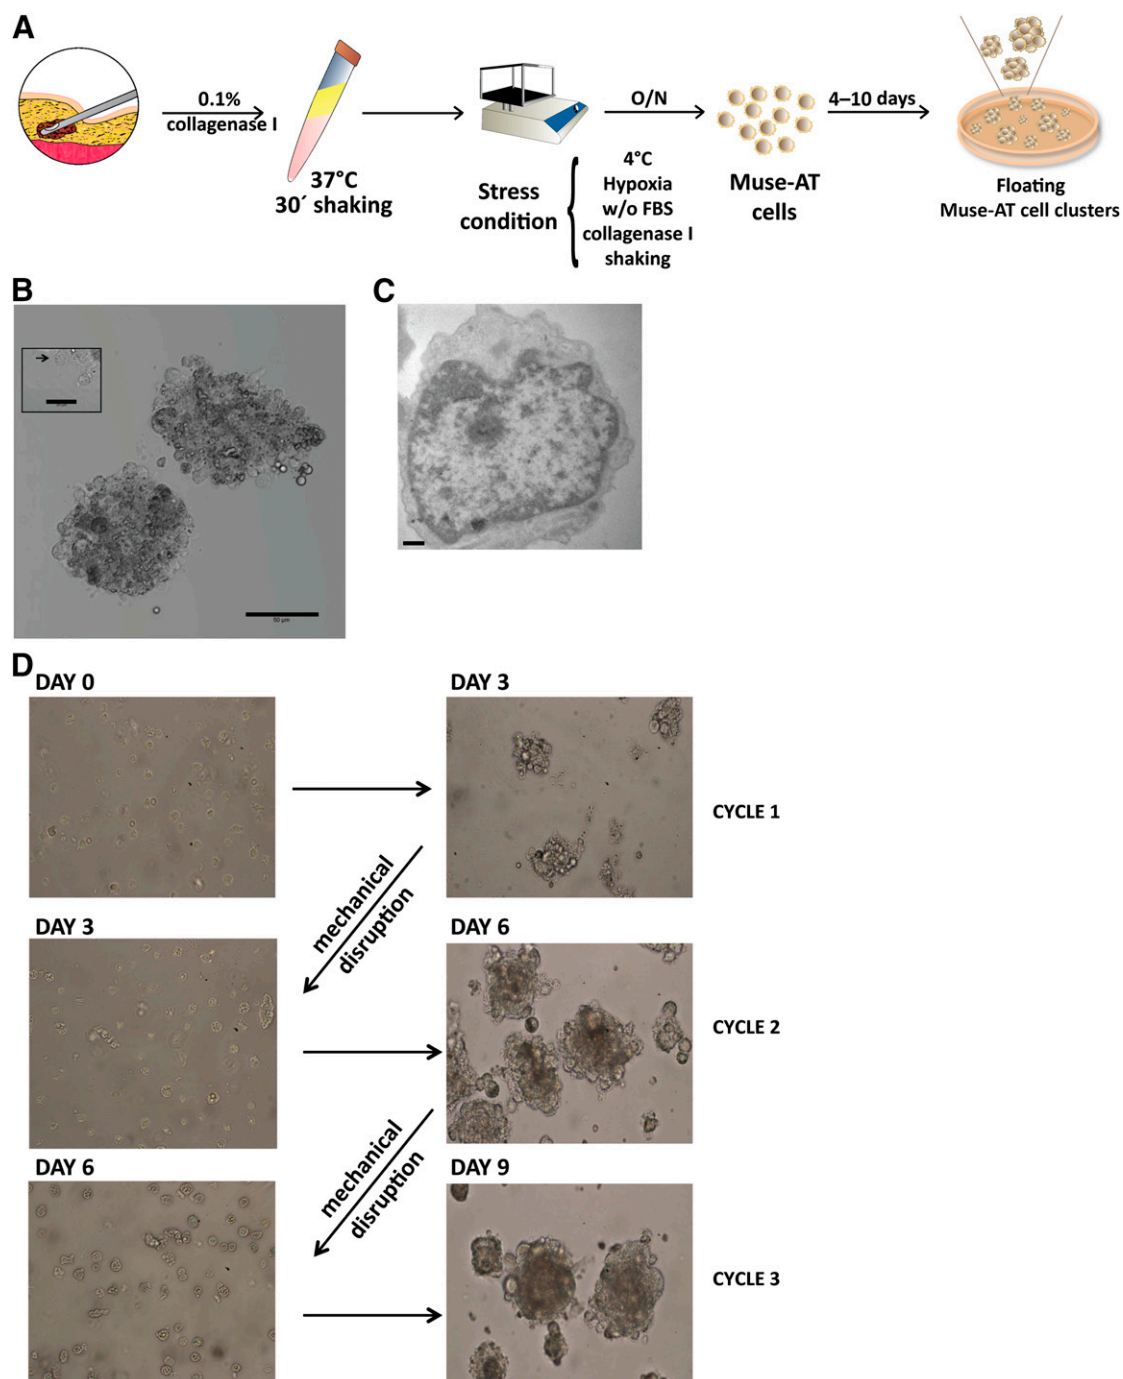 A
0.1%
collagenase I
37°C
30´ shaking
Stress
condition
O/N
4°C
Hypoxia
w/o FBS
collagenase I
shaking
Muse-AT
cells
4–10 days
Floating
Muse-AT cell clusters
B
50 µm
C
D
DAY 0
DAY 3
CYCLE 1
mechanical
disruption
DAY 3
DAY 6
CYCLE 2
mechanical
disruption
DAY 6
DAY 9
CYCLE 3